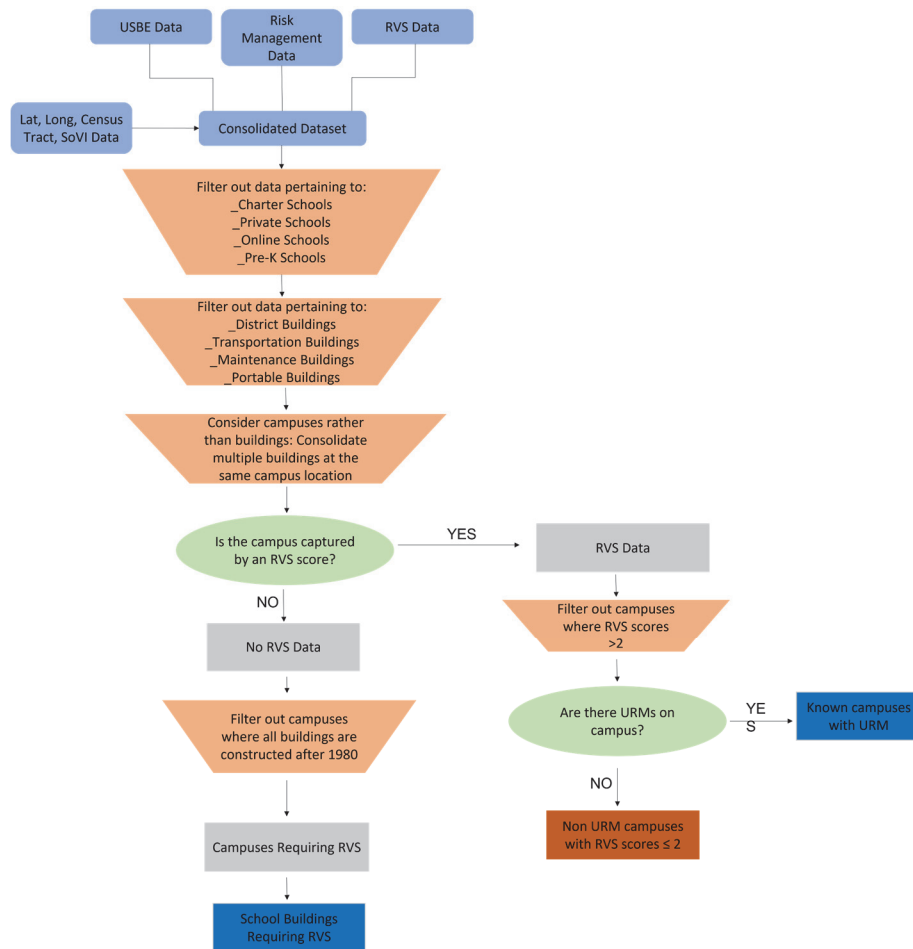 USBE Data
Risk
Management
Data
RVS Data
Lat, Long, Census
Tract, SoVI Data
Consolidated Dataset
Filter out data pertaining to:
_Charter Schools
_Private Schools
_Online Schools
_Pre-K Schools
Filter out data pertaining to:
_District Buildings
_Transportation Buildings
_Maintenance Buildings
_Portable Buildings
Consider campuses rather
than buildings: Consolidate
multiple buildings at the
same campus location
Is the campus captured
by an RVS score?
YES
RVS Data
NO
No RVS Data
Filter out campuses
where RVS scores
>2
Filter out campuses
where all buildings are
constructed after 1980
Are there URMs on
campus?
YE
S
Known campuses
with URM
NO
Non URM campuses
with RVS scores ≤ 2
Campuses Requiring RVS
School Buildings
Requiring RVS